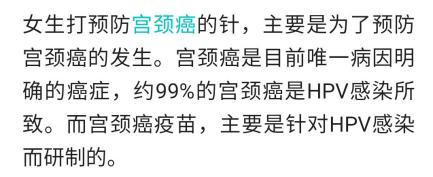 女生打预防宫颈癌的针，主要是为了预防
宫颈癌的发生。宫颈癌是目前唯一病因明
确的癌症，约99%的宫颈癌是HPV感染所
致。而宫颈癌疫苗，主要是针对HPV感染
而研制的。